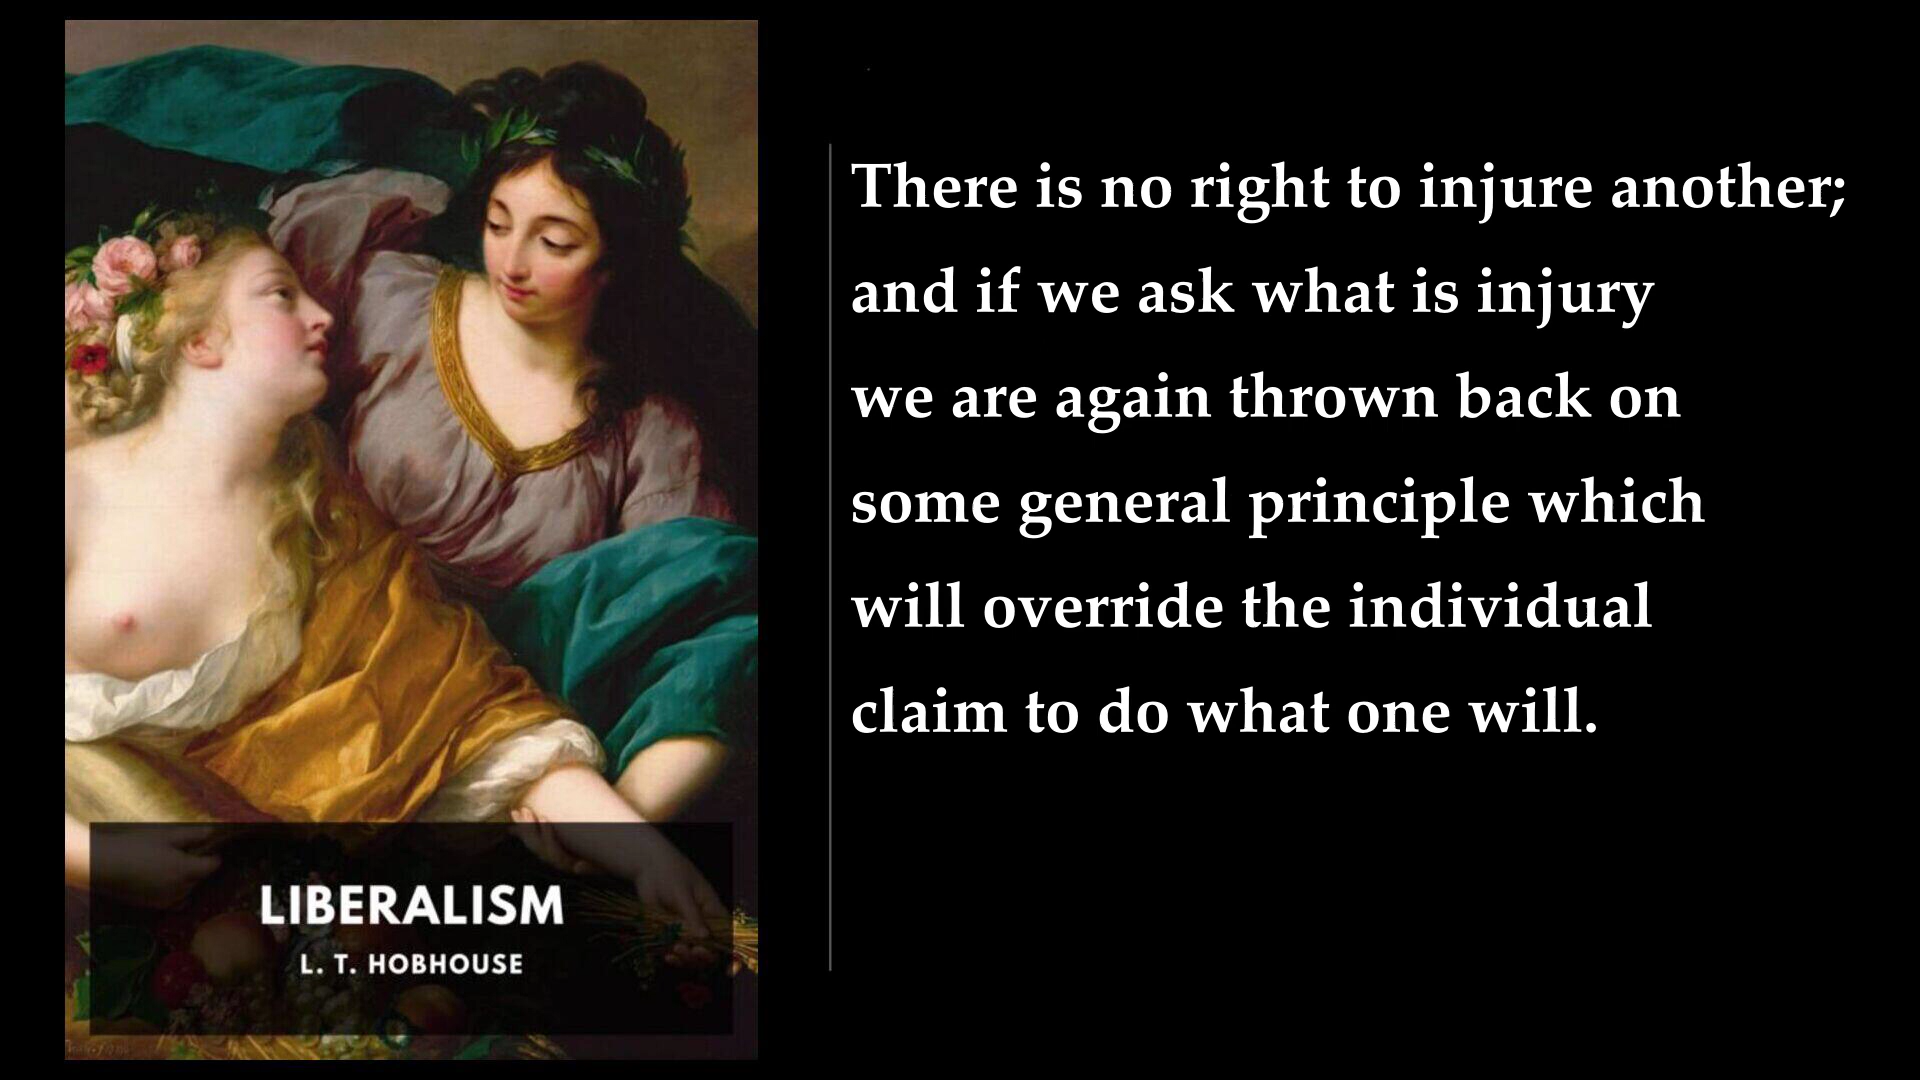 There is no right to injure another;
and if we ask what is injury
we are again thrown back on
some general principle which
will override the individual
claim to do what one will.
LIBERALISM
L. T. HOBHOUSE